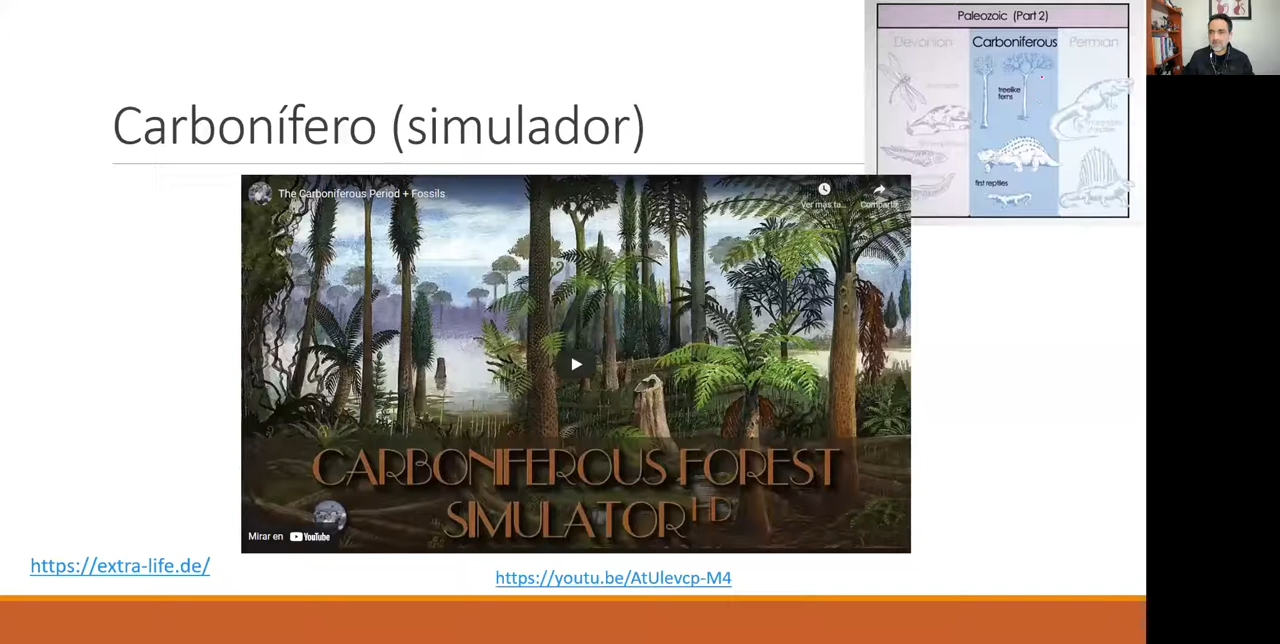 Paleozoic (Part 2)
Devonian
Carboniferous
Permian
treelike
ferns
first reptiles
Carbonífero (simulador)
The Carboniferous Period + Fossils
Ver más ta...
Compartir
CARBONIFEROUS FOREST
SIMULATOR HD
Mirar en YouTube
https://extra-life.de/
https://youtu.be/AtUlevcp-M4